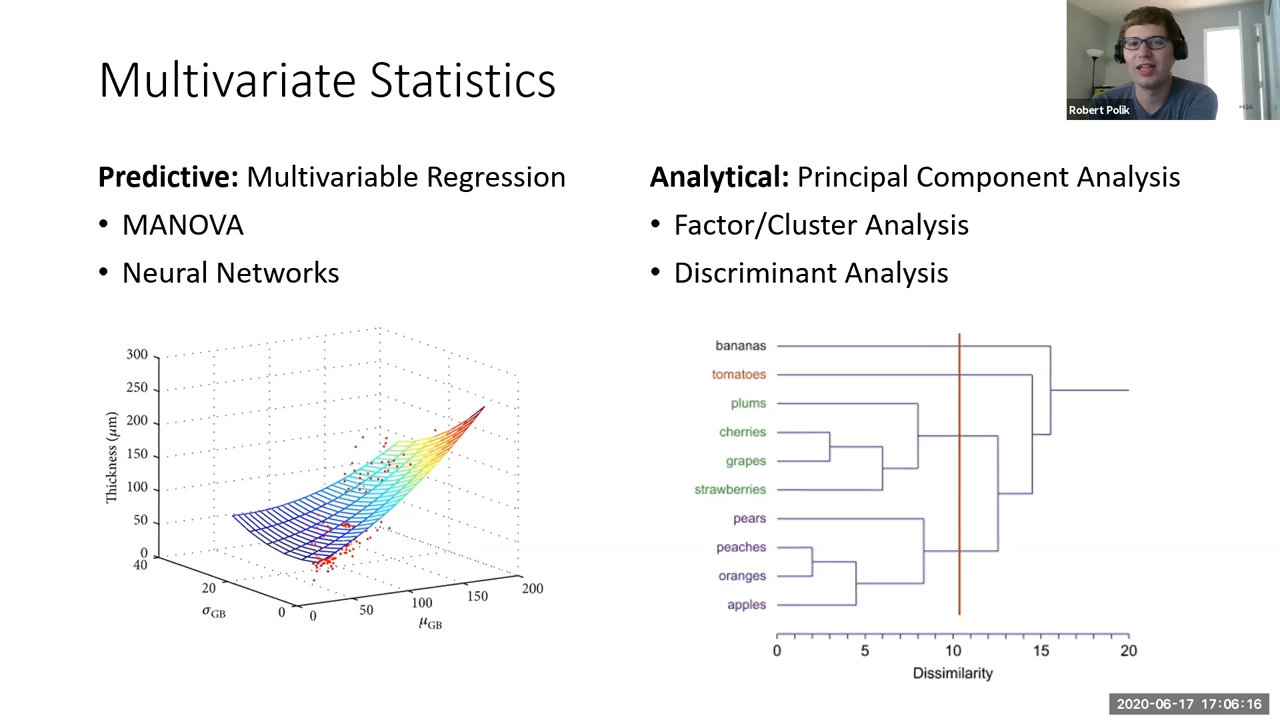 Multivariate Statistics
Robert Polik
Predictive: Multivariable Regression
• MANOVA
• Neural Networks
Analytical: Principal Component Analysis
• Factor/Cluster Analysis
• Discriminant Analysis
300
250
200
150
100
50
0
Thickness (μm)
40
20
0
σGB
0
50
100
150
200
μGB
bananas
tomatoes
plums
cherries
grapes
strawberries
pears
peaches
oranges
apples
0 5 10 15 20
Dissimilarity
2020-06-17 17:06:16